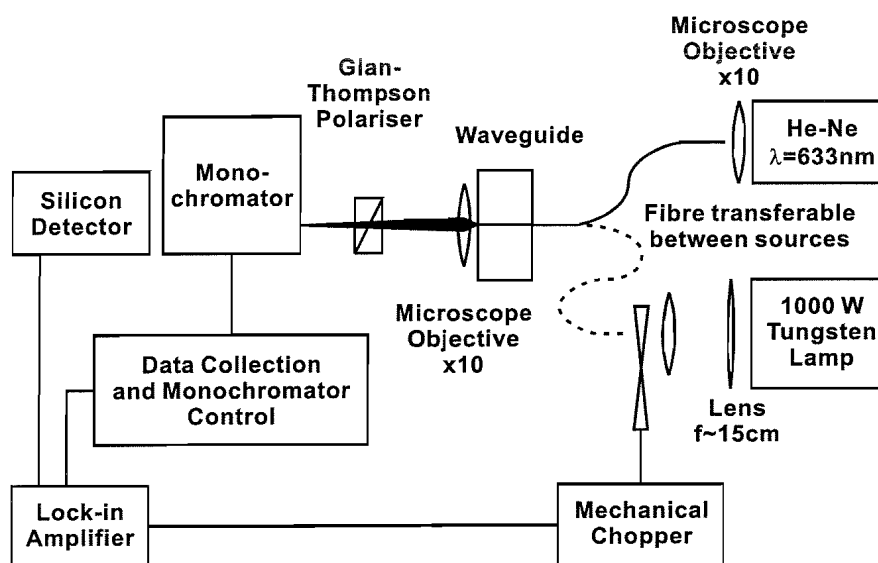 Microscope
Objective
x10
Glan-
Thompson
Polariser
Waveguide
He-Ne
λ=633nm
Mono-
chromator
Silicon
Detector
Fibre transferable
between sources
Microscope
Objective
x10
1000 W
Tungsten
Lamp
Data Collection
and Monochromator
Control
Lens
f~15cm
Lock-in
Amplifier
Mechanical
Chopper